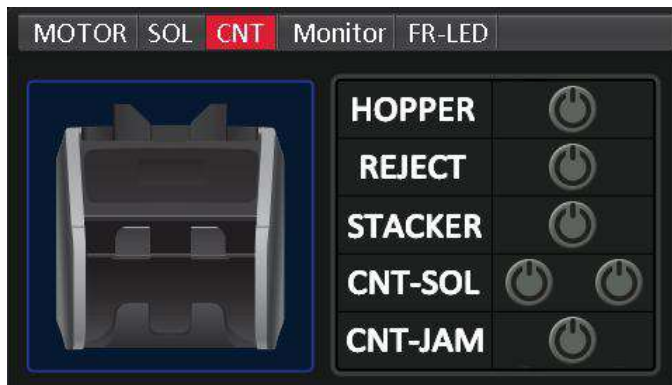 MOTOR SOL CNT Monitor FR-LED
HOPPER
REJECT
STACKER
CNT-SOL
CNT-JAM